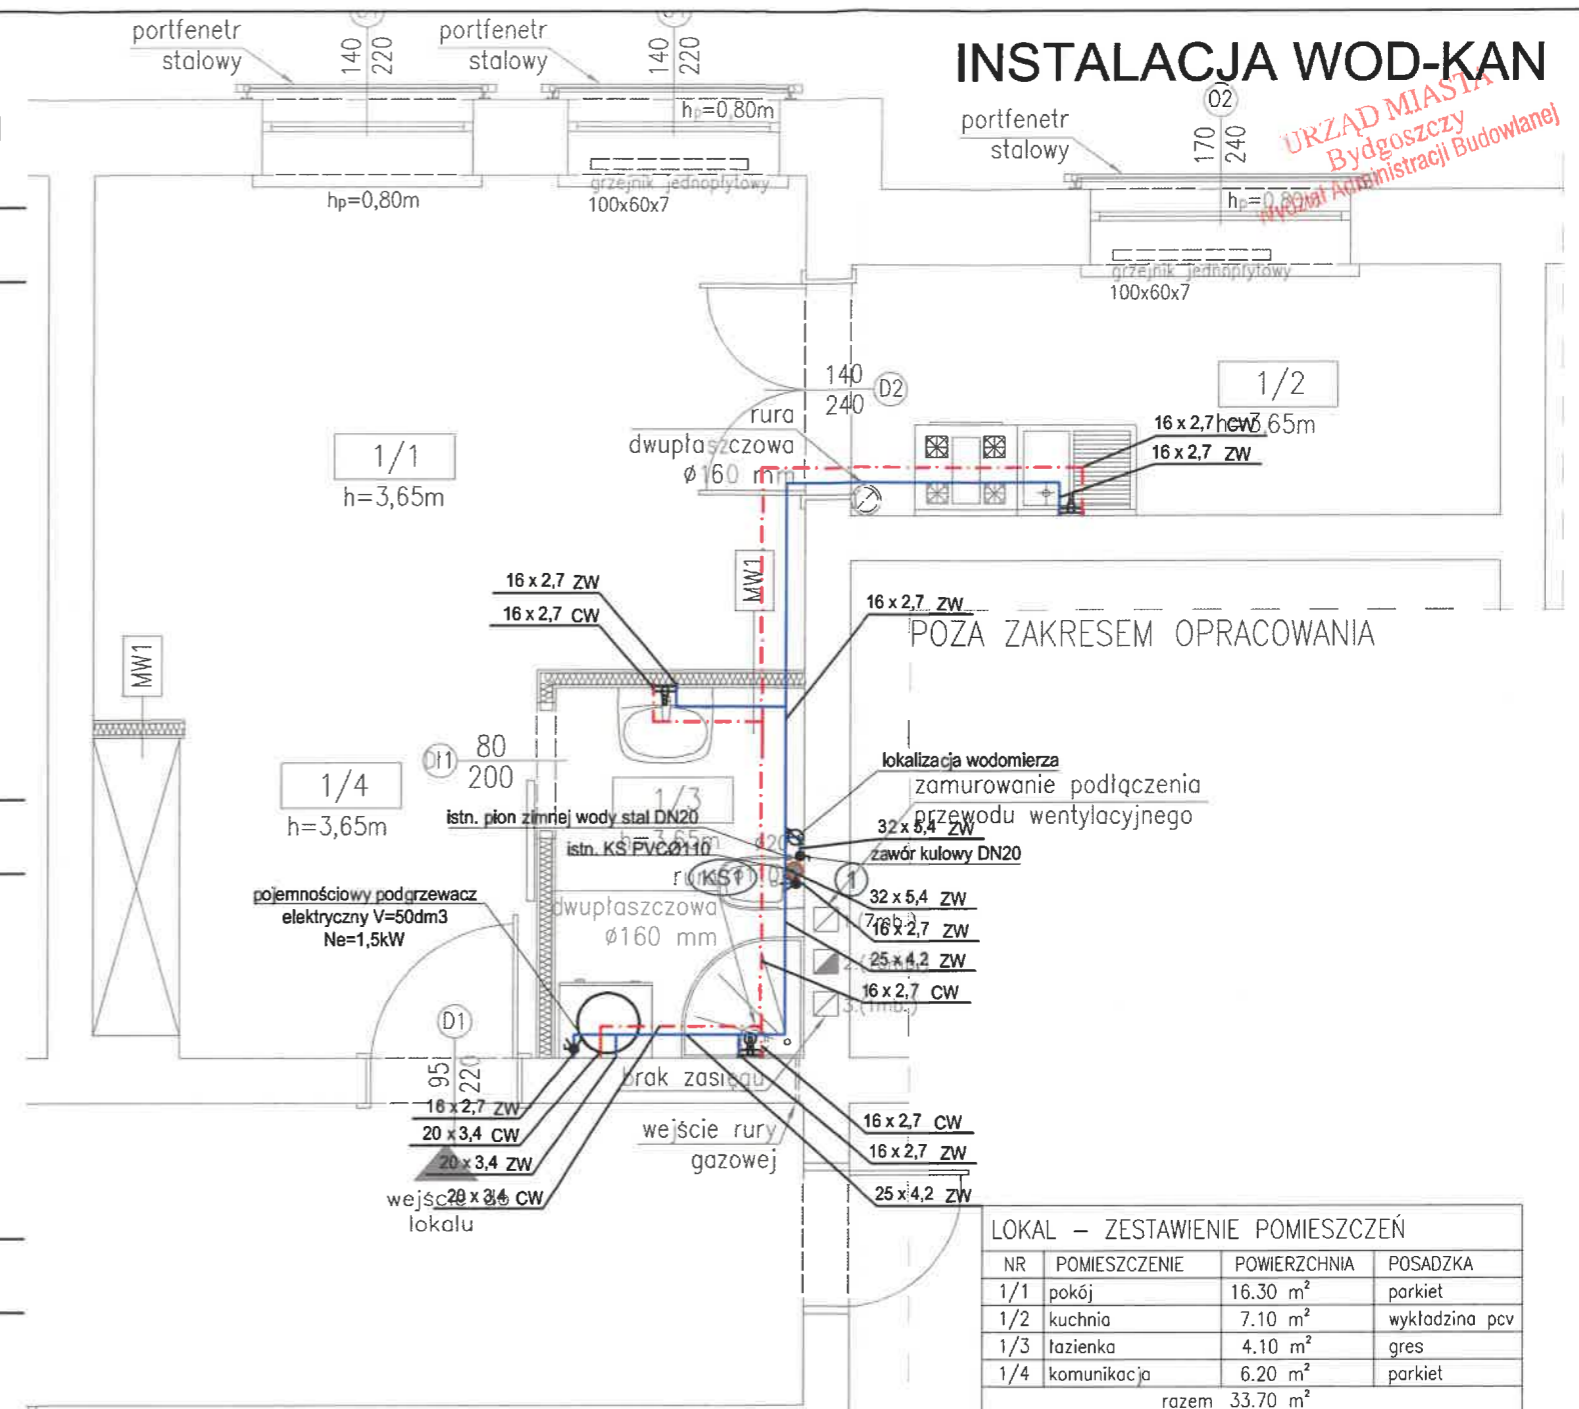 portfenetr
stalowy
140
220
portfenetr
stalowy
140
220
INSTALACJA WOD-KAN
URZĄD MIASTA
Bydgoszczy
Wydział Administracji Budowlanej
O2
portfenetr
stalowy
170
240
hp=0,80m
hp=0,80m
grzejnik jednopłytowy
100x60x7
grzejnik jednopłytowy
100x60x7
140
240
D2
1/2
h=3,65m
16 x 2,7 CW
16 x 2,7 ZW
rura
dwupłaszczowa
ø160 mm
1/1
h=3,65m
MW1
16 x 2,7 ZW
16 x 2,7 CW
16 x 2,7 ZW
POZA ZAKRESEM OPRACOWANIA
MW1
80
200
1/4
h=3,65m
1/3
h=3,65m
lokalizacja wodomierza
zamurowanie podłączenia
przewodu wentylacyjnego
istn. pion zimnej wody stal DN20
istn. KS PVCØ110
32 x 5,4 ZW
zawór kulowy DN20
KS1
1
dwupłaszczowa
ø160 mm
pojemnościowy podgrzewacz
elektryczny V=50dm3
Ne=1,5kW
32 x 5,4 ZW
16 x 2,7 ZW
25 x 4,2 ZW
16 x 2,7 CW
3.(1mb.)
D1
95
220
brak zasięgu
16 x 2,7 ZW
20 x 3,4 CW
20 x 3,4 ZW
20 x 3,4 CW
wejście do
lokalu
wejście rury
gazowej
16 x 2,7 CW
16 x 2,7 ZW
25 x 4,2 ZW
LOKAL – ZESTAWIENIE POMIESZCZEŃ
NR POMIESZCZENIE POWIERZCHNIA POSADZKA
1/1 pokój 16.30 m² parkiet
1/2 kuchnia 7.10 m² wykładzina pcv
1/3 łazienka 4.10 m² gres
1/4 komunikacja 6.20 m² parkiet
razem 33.70 m²